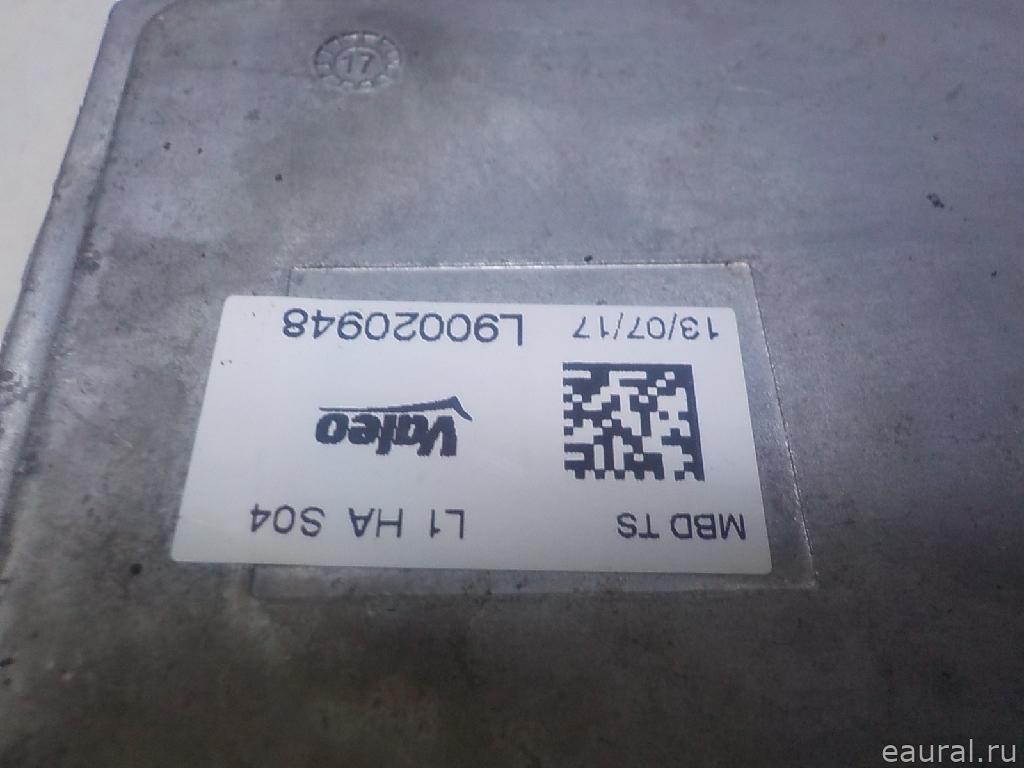 17
MBD TS L1 HA S04
Valeo
13/07/17 L90020948
eaural.ru